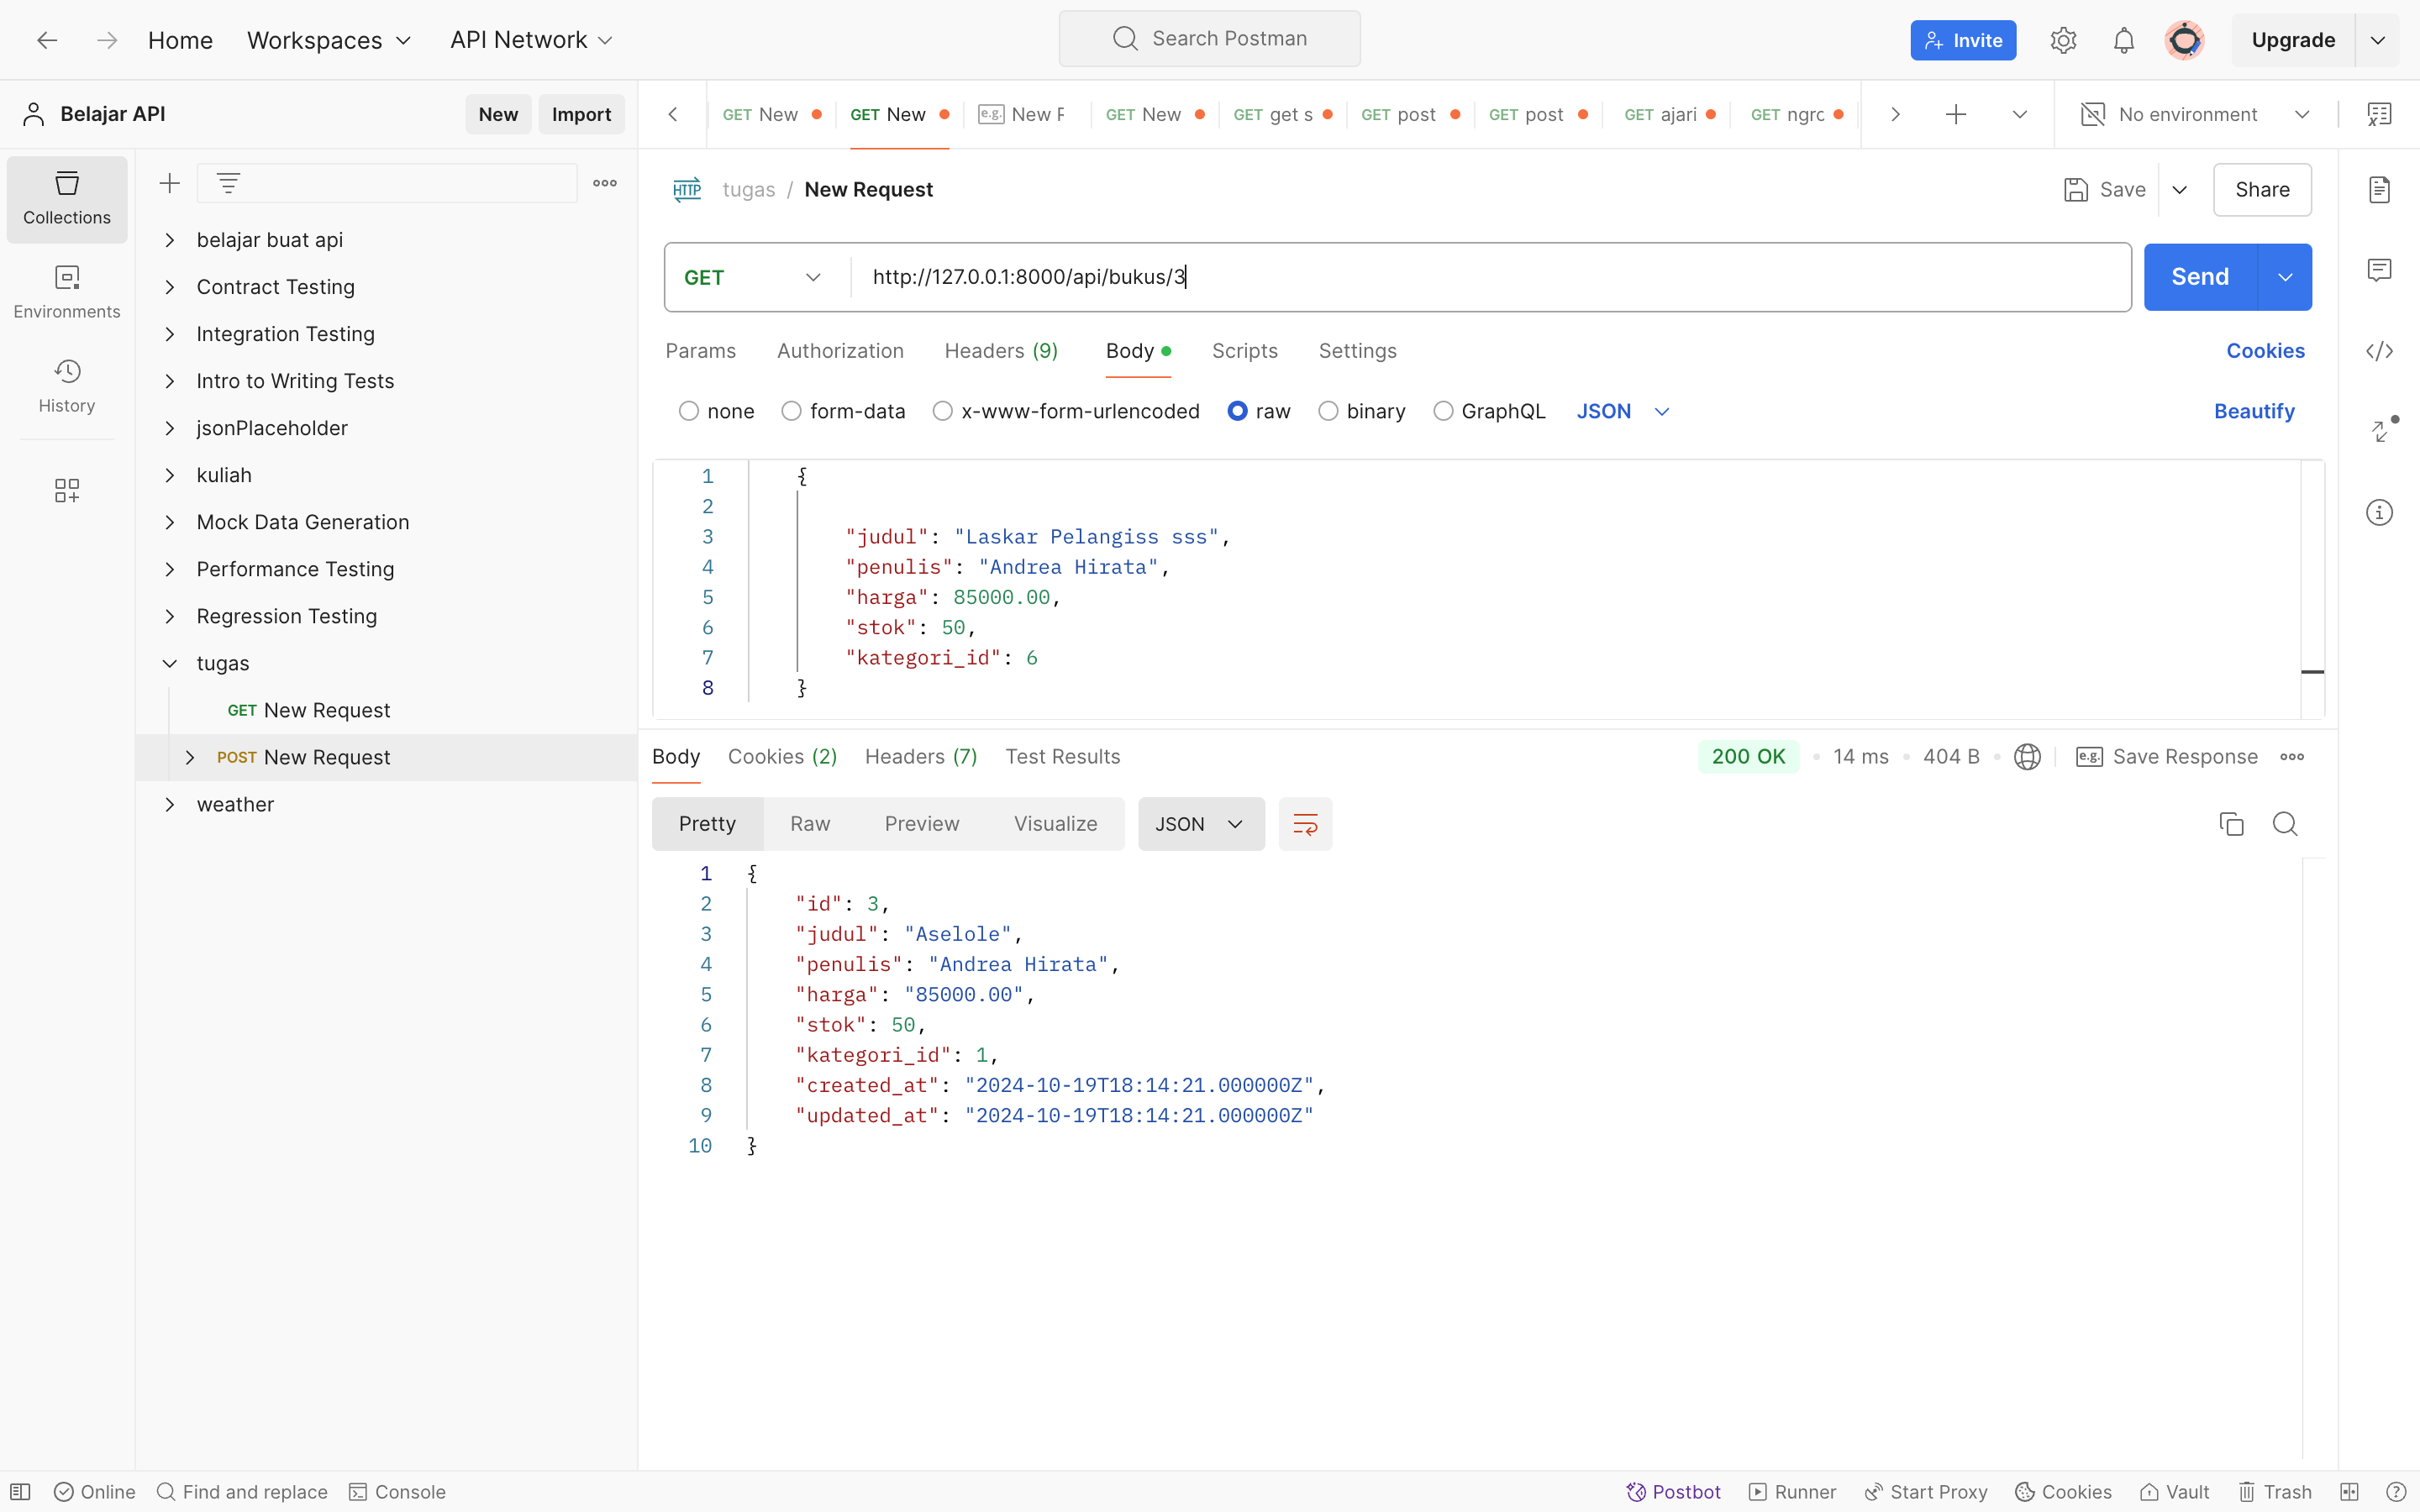 Home Workspaces API Network Search Postman Invite Upgrade
Belajar API New Import GET New GET New e.g. New F GET New GET get s GET post GET post GET ajari GET ngrc No environment
Collections
Environments
History
belajar buat api
Contract Testing
Integration Testing
Intro to Writing Tests
jsonPlaceholder
kuliah
Mock Data Generation
Performance Testing
Regression Testing
tugas
GET New Request
POST New Request
weather
HTTP tugas / New Request Save Share
GET http://127.0.0.1:8000/api/bukus/3 Send
Params Authorization Headers (9) Body Scripts Settings Cookies
none form-data x-www-form-urlencoded raw binary GraphQL JSON Beautify
1 {
2
3 "judul": "Laskar Pelangiss sss",
4 "penulis": "Andrea Hirata",
5 "harga": 85000.00,
6 "stok": 50,
7 "kategori_id": 6
8 }
Body Cookies (2) Headers (7) Test Results 200 OK 14 ms 404 B e.g. Save Response
Pretty Raw Preview Visualize JSON
1 {
2 "id": 3,
3 "judul": "Aselole",
4 "penulis": "Andrea Hirata",
5 "harga": "85000.00",
6 "stok": 50,
7 "kategori_id": 1,
8 "created_at": "2024-10-19T18:14:21.000000Z",
9 "updated_at": "2024-10-19T18:14:21.000000Z"
10 }
Online Find and replace Console Postbot Runner Start Proxy Cookies Vault Trash